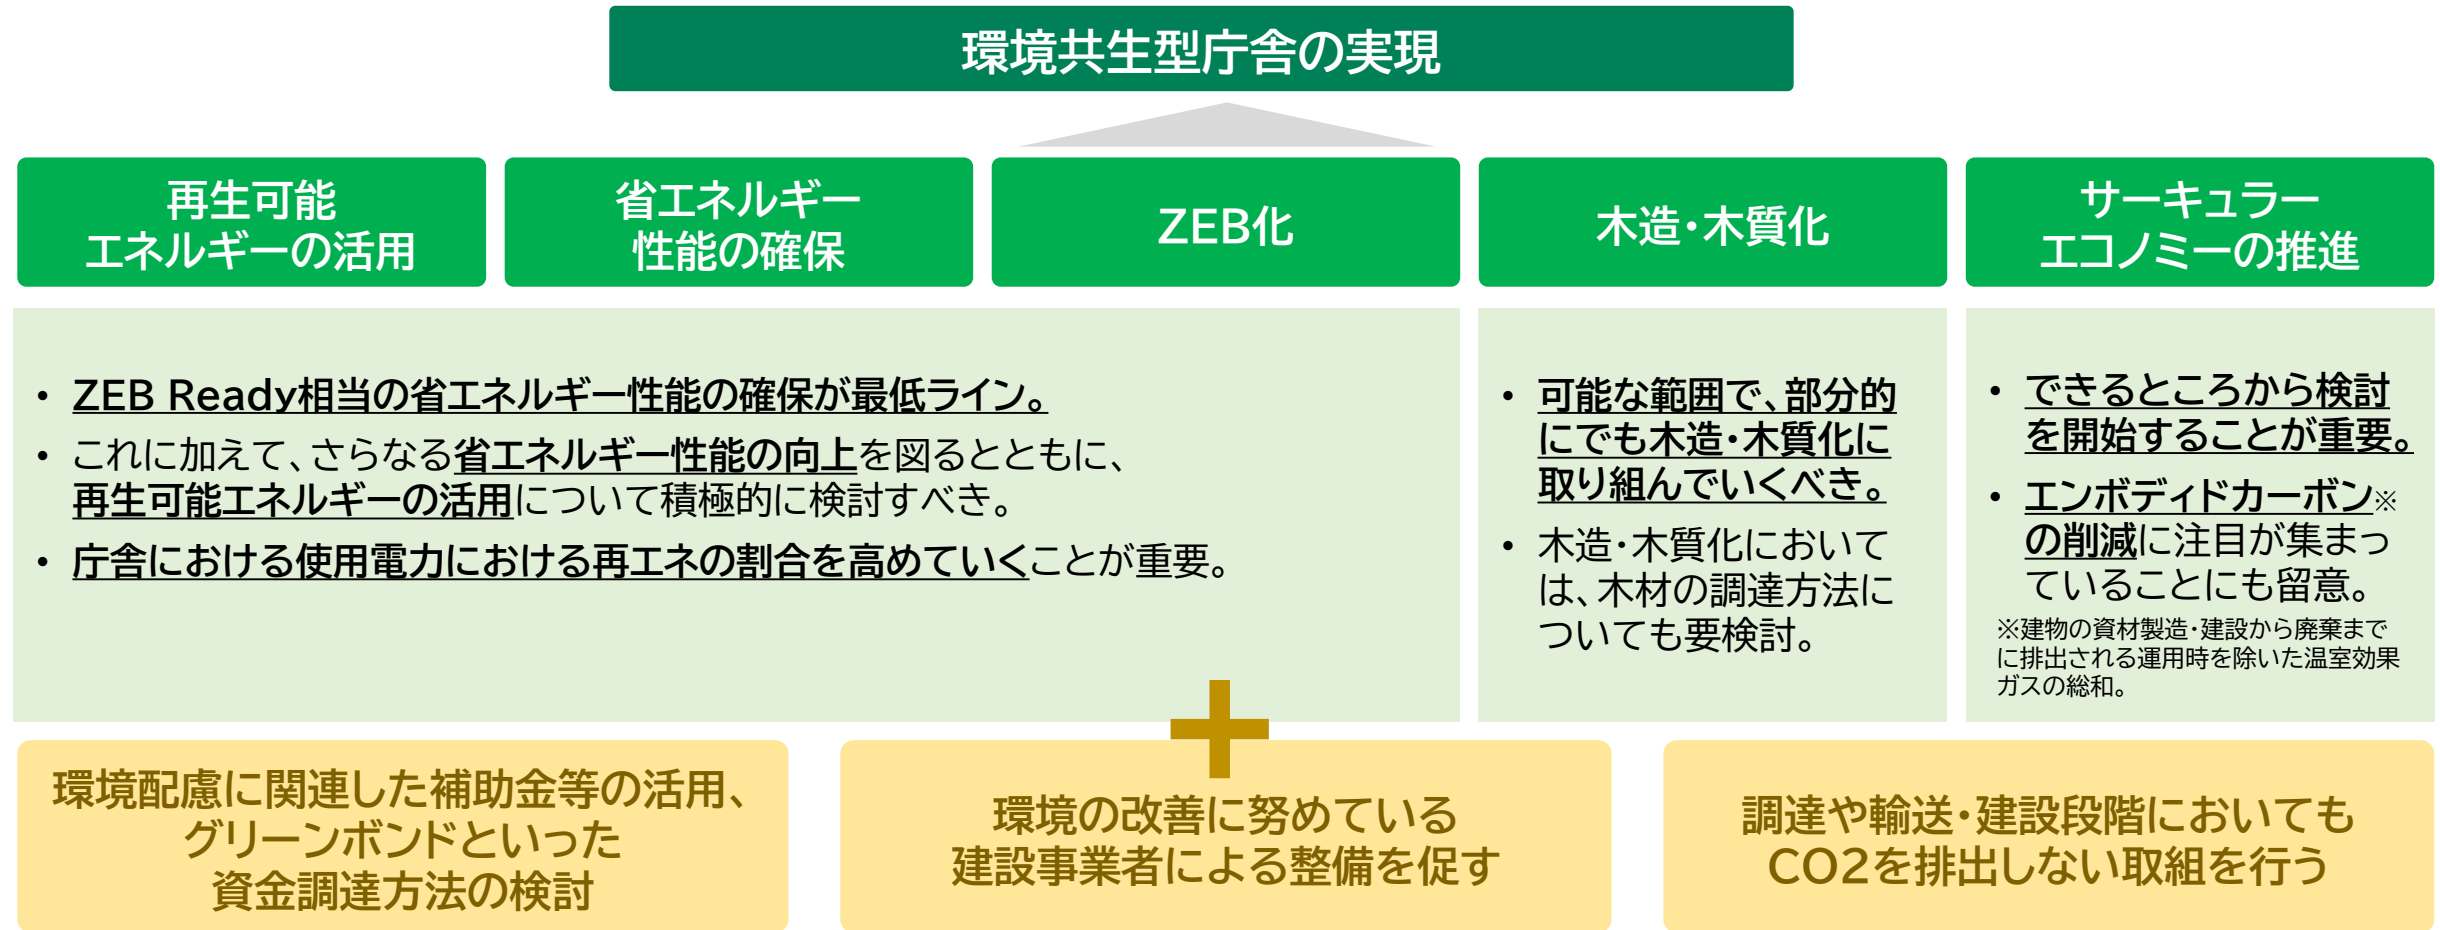 環境共生型庁舎の実現
再生可能
エネルギーの活用
省エネルギー
性能の確保
ZEB化
木造・木質化
サーキュラー
エコノミーの推進
• ZEB Ready相当の省エネルギー性能の確保が最低ライン。
• これに加えて、さらなる省エネルギー性能の向上を図るとともに、
再生可能エネルギーの活用について積極的に検討すべき。
• 庁舎における使用電力における再エネの割合を高めていくことが重要。
• 可能な範囲で、部分的
にでも木造・木質化に
取り組んでいくべき。
• 木造・木質化において
は、木材の調達方法に
ついても要検討。
• できるところから検討
を開始することが重要。
• エンボディドカーボン※
の削減に注目が集まっ
ていることにも留意。
※建物の資材製造・建設から廃棄まで
に排出される運用時を除いた温室効果
ガスの総和。
環境配慮に関連した補助金等の活用、
グリーンボンドといった
資金調達方法の検討
環境の改善に努めている
建設事業者による整備を促す
調達や輸送・建設段階においても
CO2を排出しない取組を行う